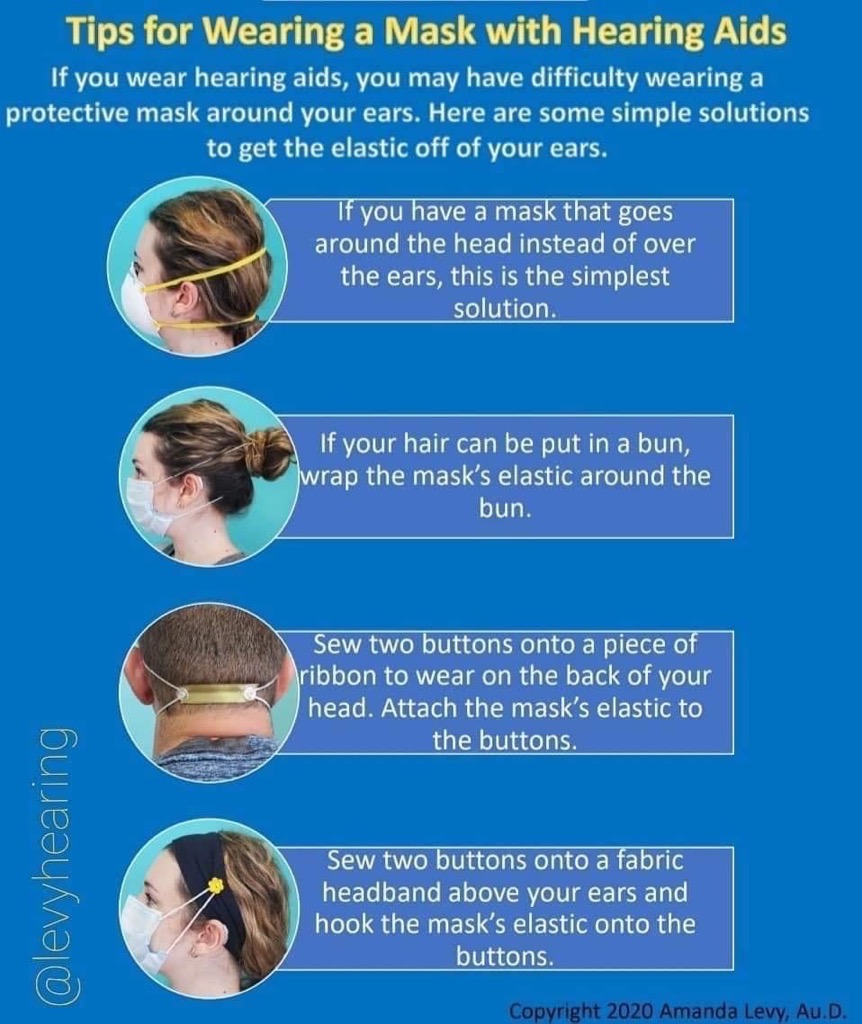 Tips for Wearing a Mask with Hearing Aids
If you wear hearing aids, you may have difficulty wearing a
protective mask around your ears. Here are some simple solutions
to get the elastic off of your ears.
If you have a mask that goes
around the head instead of over
the ears, this is the simplest
solution.
If your hair can be put in a bun,
wrap the mask's elastic around the
bun.
Sew two buttons onto a piece of
ribbon to wear on the back of your
head. Attach the mask's elastic to
the buttons.
Sew two buttons onto a fabric
headband above your ears and
hook the mask's elastic onto the
buttons.
@levyhearing
Copyright 2020 Amanda Levy, Au.D.